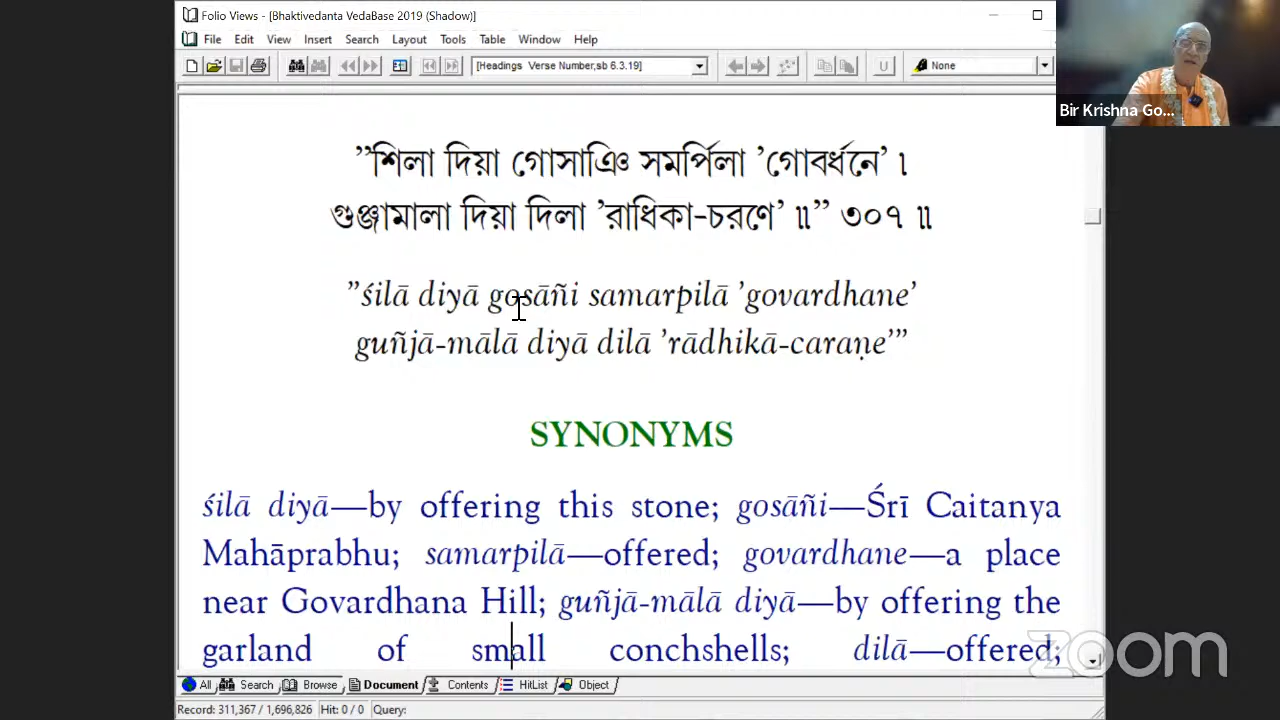 Folio Views - [Bhaktivedanta VedaBase 2019 (Shadow)]
File Edit View Insert Search Layout Tools Table Window Help
[Headings Verse Number,sb 6.3.19] U None
Bir Krishna Go...
”শিলা দিয়া গোসাঞি সমর্পিলা ’গোবর্ধনে’ ৷
গুঞ্জামালা দিয়া দিলা ’রাধিকা-চরণে’ ॥” ৩০৭ ॥
”śilā diyā gosāñi samarpilā ’govardhane’
guñjā-mālā diyā dilā ’rādhikā-caraṇe’”
SYNONYMS
śilā diyā—by offering this stone; gosāñi—Śrī Caitanya
Mahāprabhu; samarpilā—offered; govardhane—a place
near Govardhana Hill; guñjā-mālā diyā—by offering the
garland of small conchshells; dilā—offered;
zoom
All Search Browse Document Contents HitList Object
Record: 311,367 / 1,696,826 Hit: 0 / 0 Query: